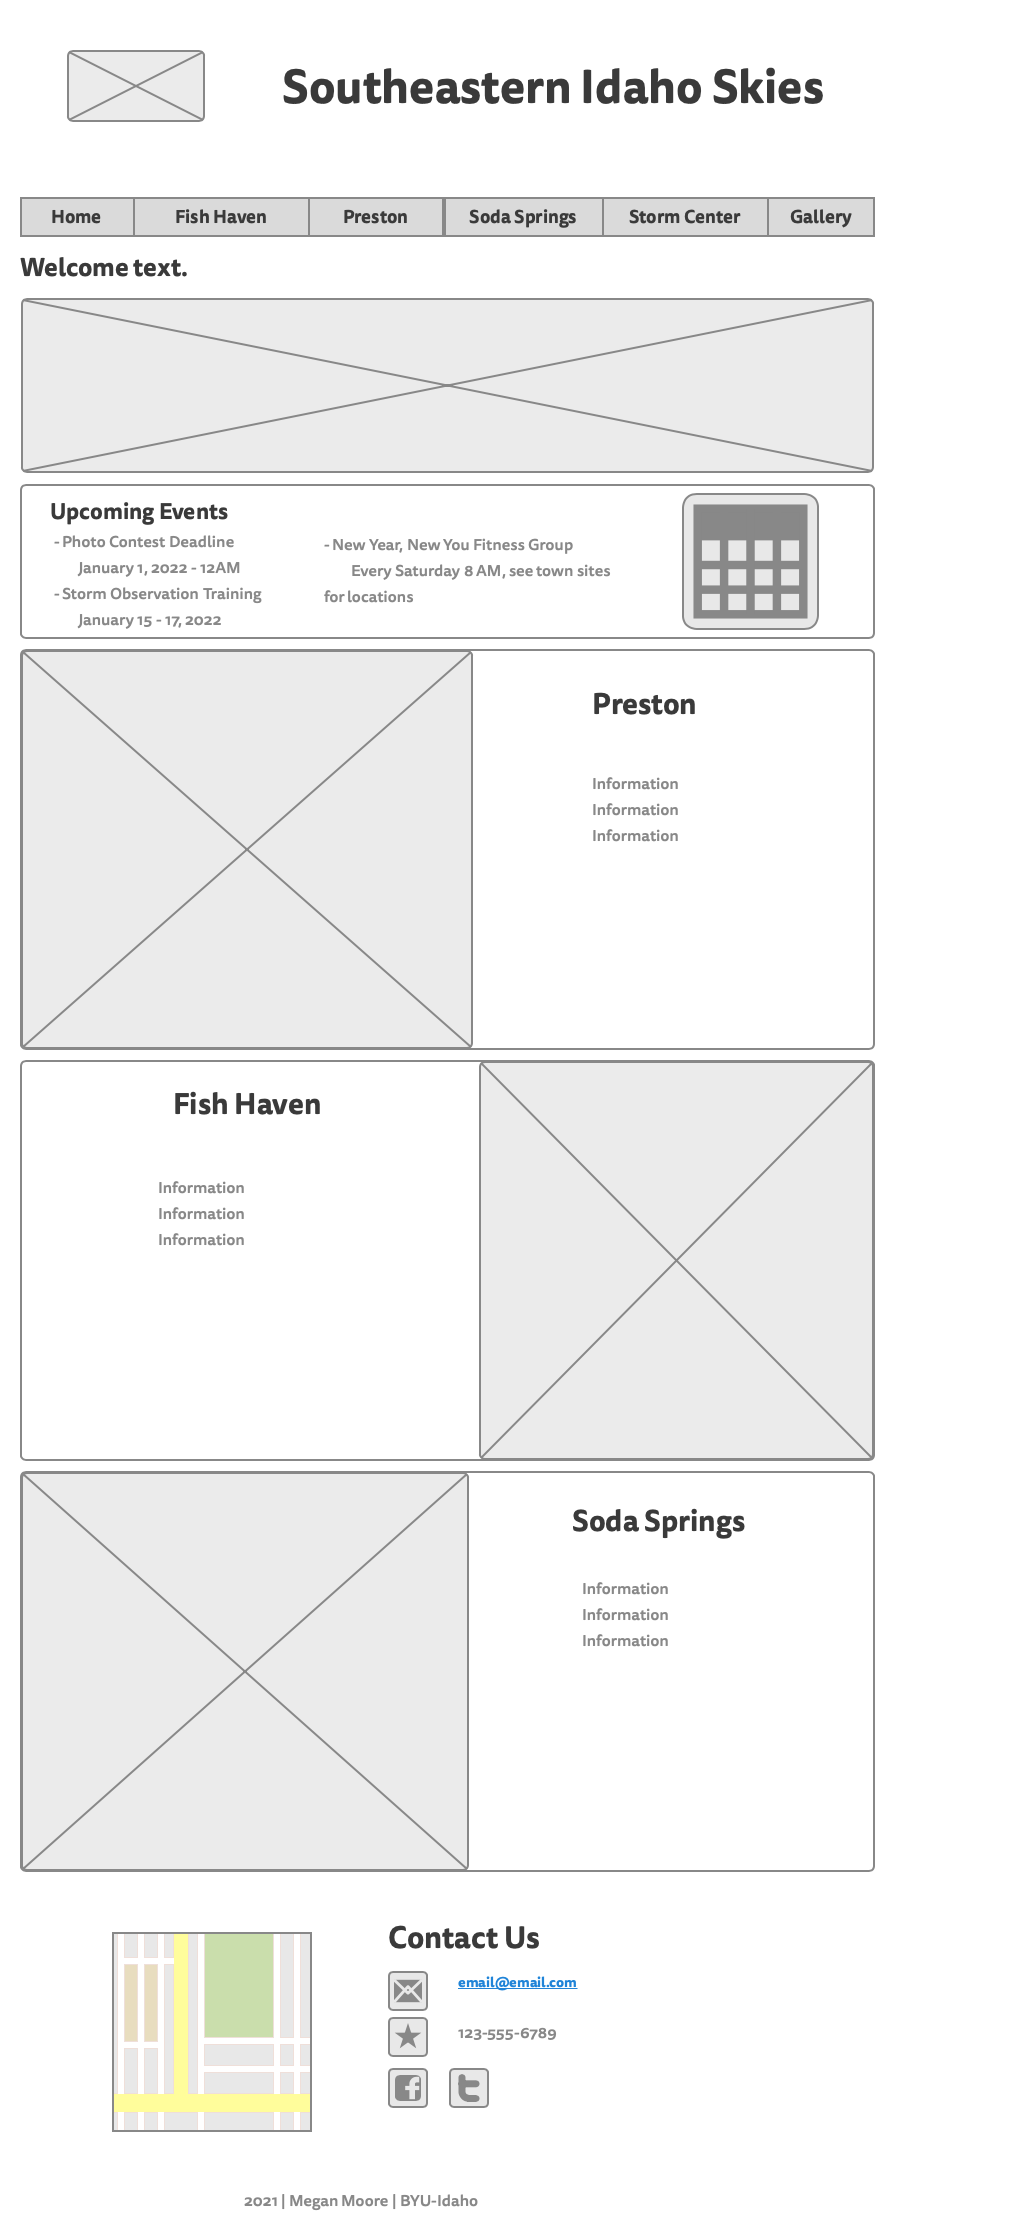 Southeastern Idaho Skies
Home Fish Haven Preston Soda Springs Storm Center Gallery
Welcome text.
Upcoming Events
- Photo Contest Deadline
January 1, 2022 - 12AM
- Storm Observation Training
January 15 - 17, 2022
- New Year, New You Fitness Group
Every Saturday 8 AM, see town sites
for locations
Preston
Information
Information
Information
Fish Haven
Information
Information
Information
Soda Springs
Information
Information
Information
Contact Us
email@email.com
123-555-6789
2021 | Megan Moore | BYU-Idaho